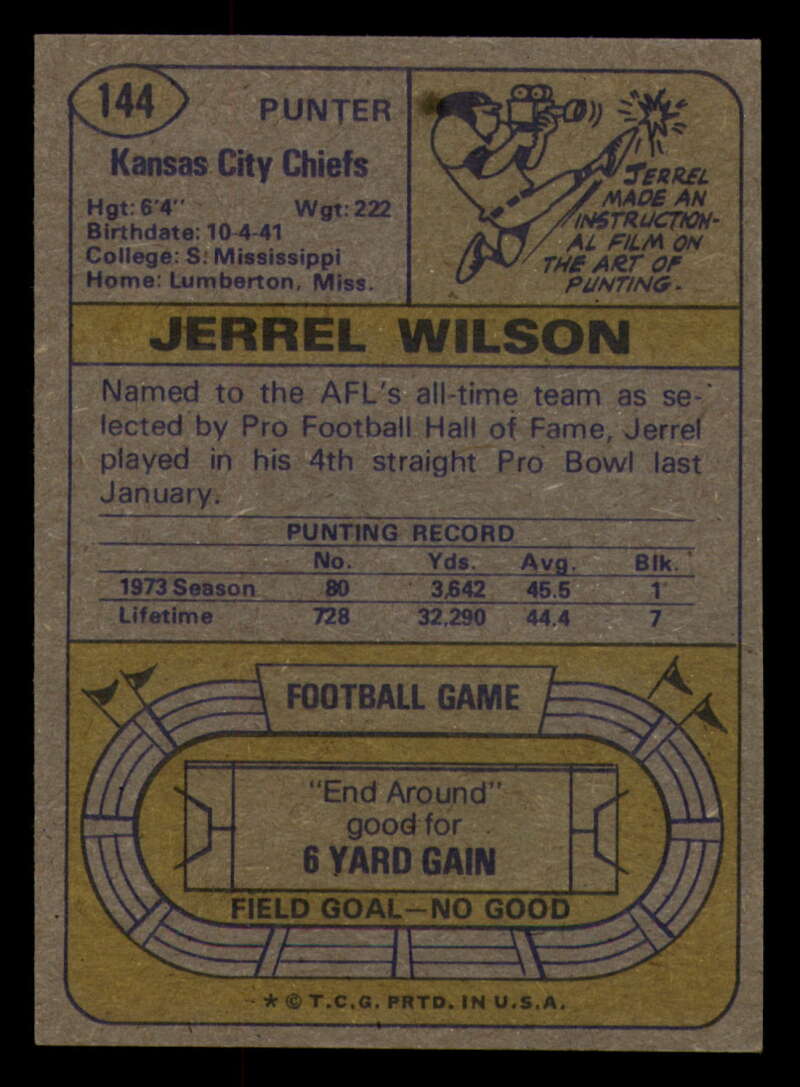 144
PUNTER
Kansas City Chiefs
Hgt: 6'4" Wgt: 222
Birthdate: 10-4-41
College: S. Mississippi
Home: Lumberton, Miss.
JERREL
MADE AN
INSTRUCTION-
AL FILM ON
THE ART OF
PUNTING.
JERREL WILSON
Named to the AFL's all-time team as se-
lected by Pro Football Hall of Fame, Jerrel
played in his 4th straight Pro Bowl last
January.
PUNTING RECORD
No. Yds. Avg. Blk.
1973 Season 80 3,642 45.5 1
Lifetime 728 32,290 44.4 7
FOOTBALL GAME
"End Around"
good for
6 YARD GAIN
FIELD GOAL—NO GOOD
* © T.C.G. PRTD. IN U.S.A.